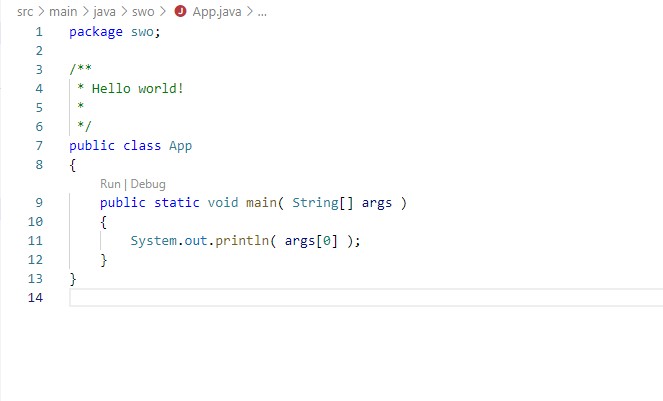 src > main > java > swo > J App.java > ...
1 package swo;
2
3 /**
4  * Hello world!
5  *
6  */
7 public class App
8 {
Run | Debug
9     public static void main( String[] args )
10     {
11         System.out.println( args[0] );
12     }
13 }
14